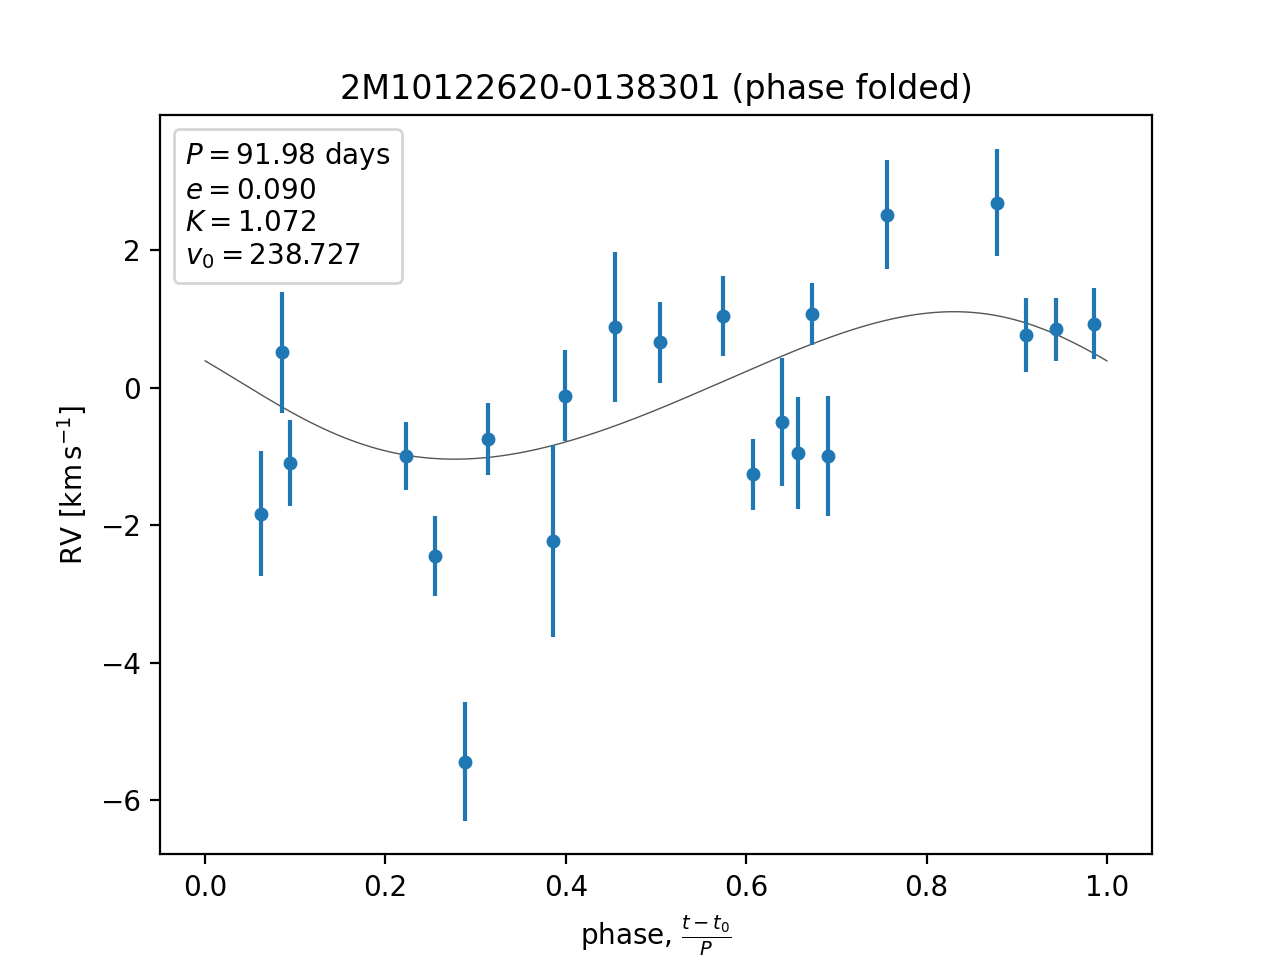 2M10122620-0138301 (phase folded)
P = 91.98 days
e = 0.090
K = 1.072
v₀ = 238.727
2
0
−2
−4
−6
RV [km s⁻¹]
0.0 0.2 0.4 0.6 0.8 1.0
phase, (t − t₀)/P